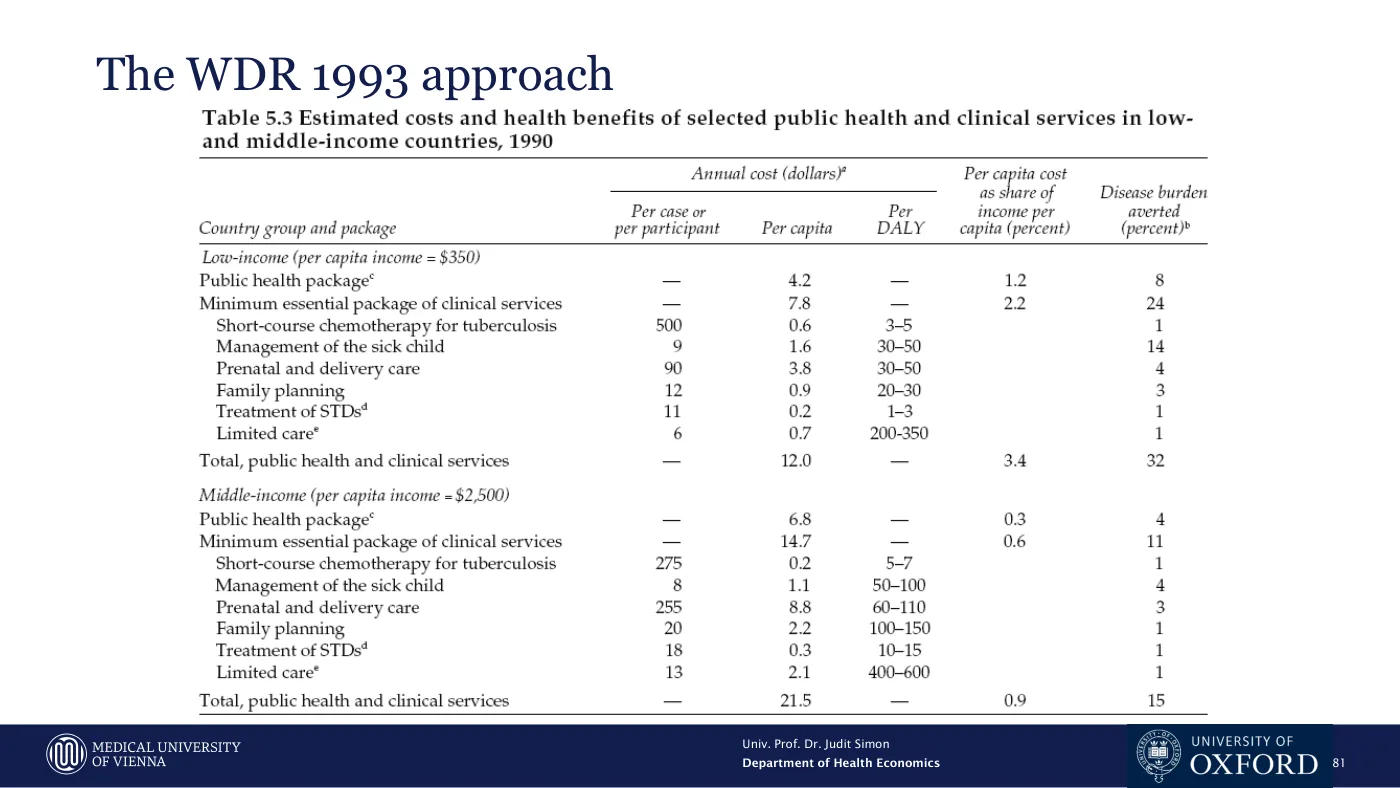 The WDR 1993 approach
Table 5.3 Estimated costs and health benefits of selected public health and clinical services in low-
and middle-income countries, 1990
Annual cost (dollars)ᵃ
Per capita cost
as share of
income per
capita (percent)
Disease burden
averted
(percent)ᵇ
Country group and package
Per case or
per participant
Per capita
Per
DALY
Low-income (per capita income = $350)
Public health packageᶜ — 4.2 — 1.2 8
Minimum essential package of clinical services — 7.8 — 2.2 24
Short-course chemotherapy for tuberculosis 500 0.6 3–5 1
Management of the sick child 9 1.6 30–50 14
Prenatal and delivery care 90 3.8 30–50 4
Family planning 12 0.9 20–30 3
Treatment of STDsᵈ 11 0.2 1–3 1
Limited careᵉ 6 0.7 200-350 1
Total, public health and clinical services — 12.0 — 3.4 32
Middle-income (per capita income = $2,500)
Public health packageᶜ — 6.8 — 0.3 4
Minimum essential package of clinical services — 14.7 — 0.6 11
Short-course chemotherapy for tuberculosis 275 0.2 5–7 1
Management of the sick child 8 1.1 50–100 4
Prenatal and delivery care 255 8.8 60–110 3
Family planning 20 2.2 100–150 1
Treatment of STDsᵈ 18 0.3 10–15 1
Limited careᵉ 13 2.1 400–600 1
Total, public health and clinical services — 21.5 — 0.9 15
MEDICAL UNIVERSITY
OF VIENNA
Univ. Prof. Dr. Judit Simon
Department of Health Economics
UNIVERSITY OF
OXFORD
81